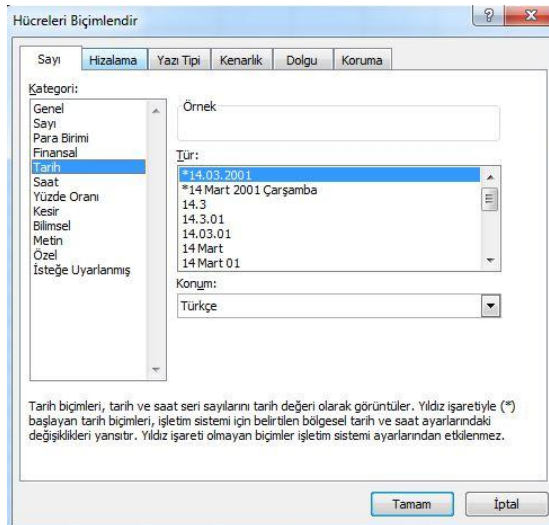 Hücreleri Biçimlendir
Sayı Hizalama Yazı Tipi Kenarlık Dolgu Koruma
Kategori:
Genel
Sayı
Para Birimi
Finansal
Tarih
Saat
Yüzde Oranı
Kesir
Bilimsel
Metin
Özel
İsteğe Uyarlanmış
Örnek
Tür:
*14.03.2001
*14 Mart 2001 Çarşamba
14.3
14.3.01
14.03.01
14 Mart
14 Mart 01
Konum:
Türkçe
Tarih biçimleri, tarih ve saat seri sayılarını tarih değeri olarak görüntüler. Yıldız işaretiyle (*)
başlayan tarih biçimleri, işletim sistemi için belirtilen bölgesel tarih ve saat ayarlarındaki
değişiklikleri yansıtır. Yıldız işareti olmayan biçimler işletim sistemi ayarlarından etkilenmez.
Tamam İptal